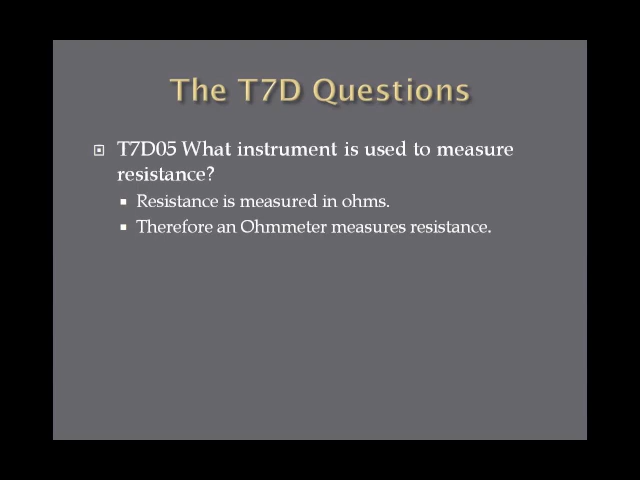 The T7D Questions
T7D05 What instrument is used to measure
resistance?
Resistance is measured in ohms.
Therefore an Ohmmeter measures resistance.